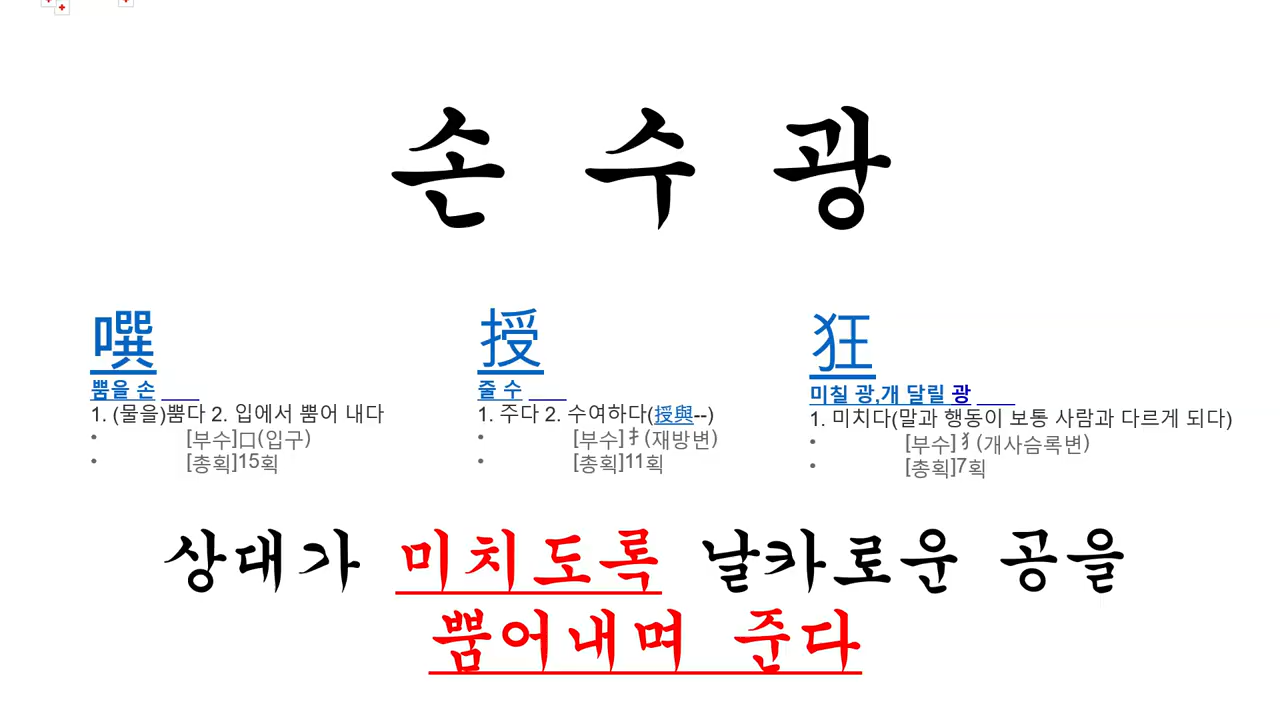 손 수 광
噀
뿜을 손
1. (물을)뿜다 2. 입에서 뿜어 내다
• [부수]口(입구)
• [총획]15회
授
줄 수
1. 주다 2. 수여하다(授與--)
• [부수]扌(재방변)
• [총획]11획
狂
미칠 광,개 달릴 광
1. 미치다(말과 행동이 보통 사람과 다르게 되다)
• [부수]犭(개사슴록변)
• [총획]7획
상대가 미치도록 날카로운 공을
뿜어내며 준다